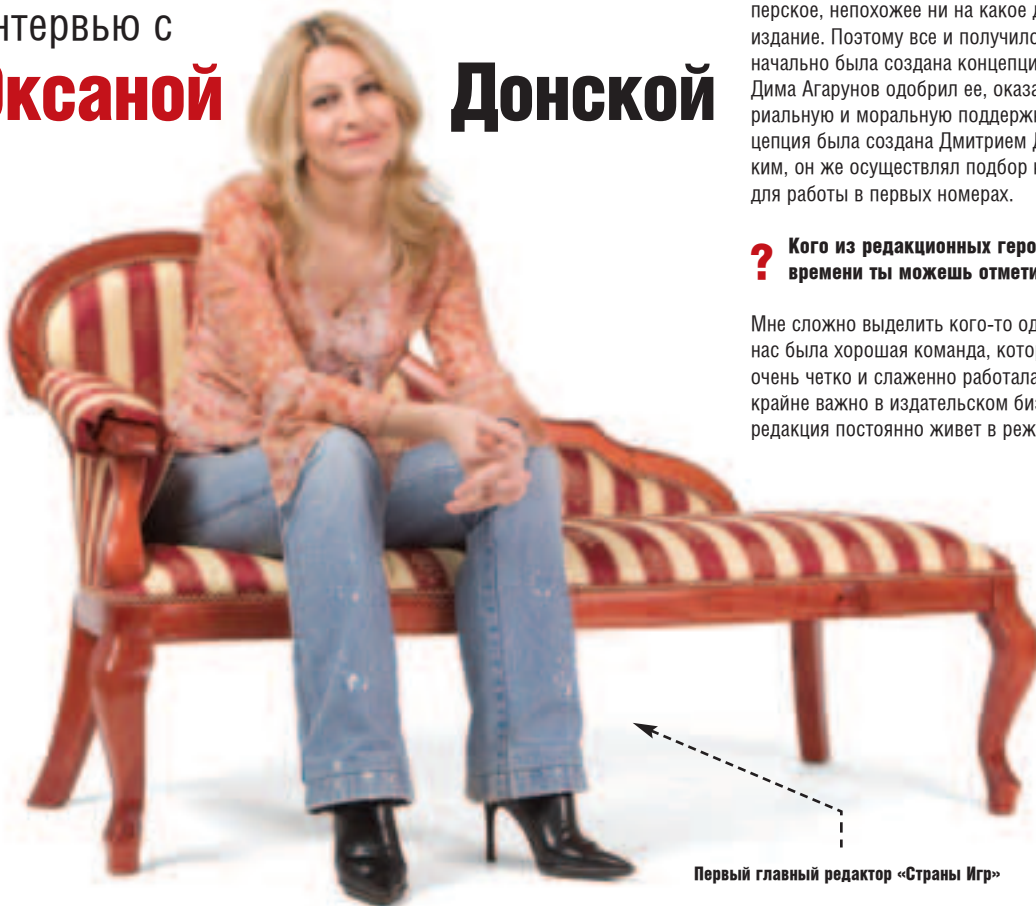 нтервью с
Оксаной Донской
перское, непохожее ни на какое д
издание. Поэтому все и получило
начально была создана концепци
Дима Агарунов одобрил ее, оказа
риальную и моральную поддержк
цепция была создана Дмитрием Д
ким, он же осуществлял подбор к
для работы в первых номерах.
? Кого из редакционных геро
времени ты можешь отмети
Мне сложно выделить кого-то од
нас была хорошая команда, кото
очень четко и слаженно работала
крайне важно в издательском биз
редакция постоянно живет в реж
Первый главный редактор «Страны Игр»